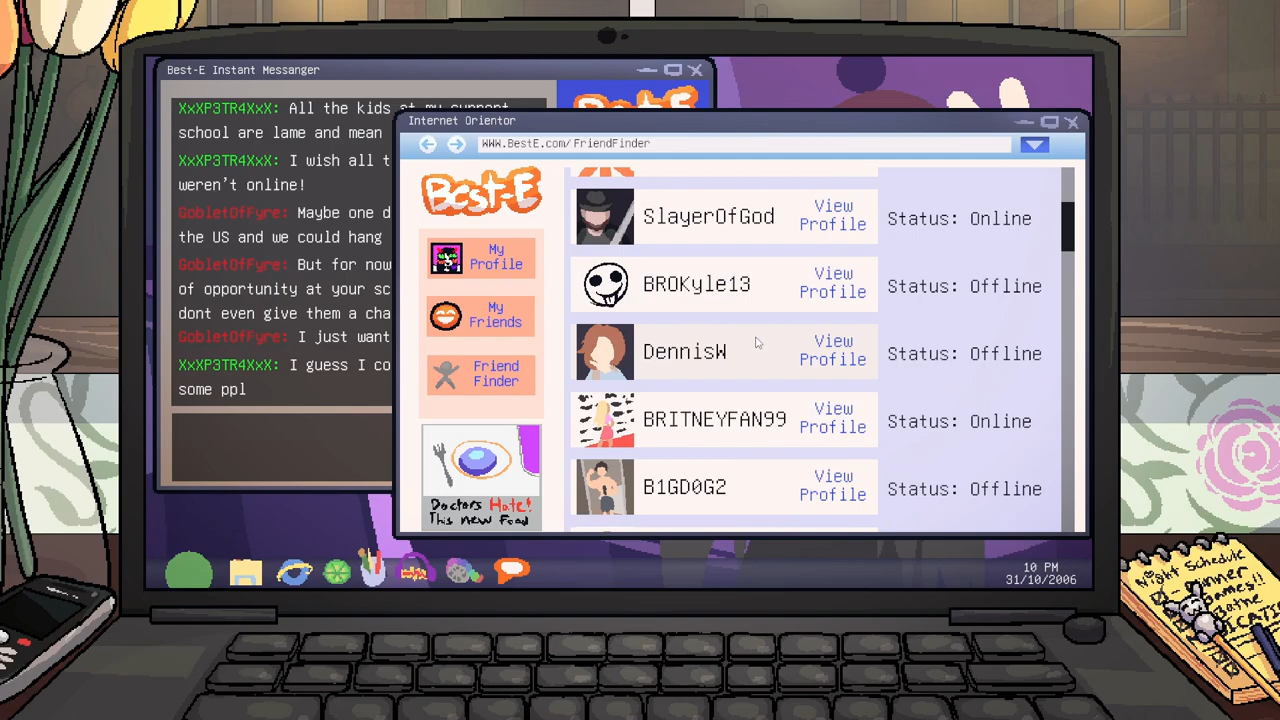 Best-E Instant Messanger
XxXP3TR4XxX: All the kids at my current
school are lame and mean
XxXP3TR4XxX: I wish all t
weren't online!
GobletOfFyre: Maybe one d
the US and we could hang
GobletOfFyre: But for now
of opportunity at your sc
dont even give them a cha
GobletOfFyre: I just want
XxXP3TR4XxX: I guess I co
some ppl
Internet Orientor
WWW.BestE.com/FriendFinder
Best-E
My
Profile
My
Friends
Friend
Finder
Doctors Hate!
This new Food
SlayerOfGod
View
Profile
Status: Online
BROKyle13
View
Profile
Status: Offline
DennisW
View
Profile
Status: Offline
BRITNEYFAN99
View
Profile
Status: Online
B1GD0G2
View
Profile
Status: Offline
10 PM
31/10/2006
Night Schedule
Dinner
Games!!
Bathe
CATS